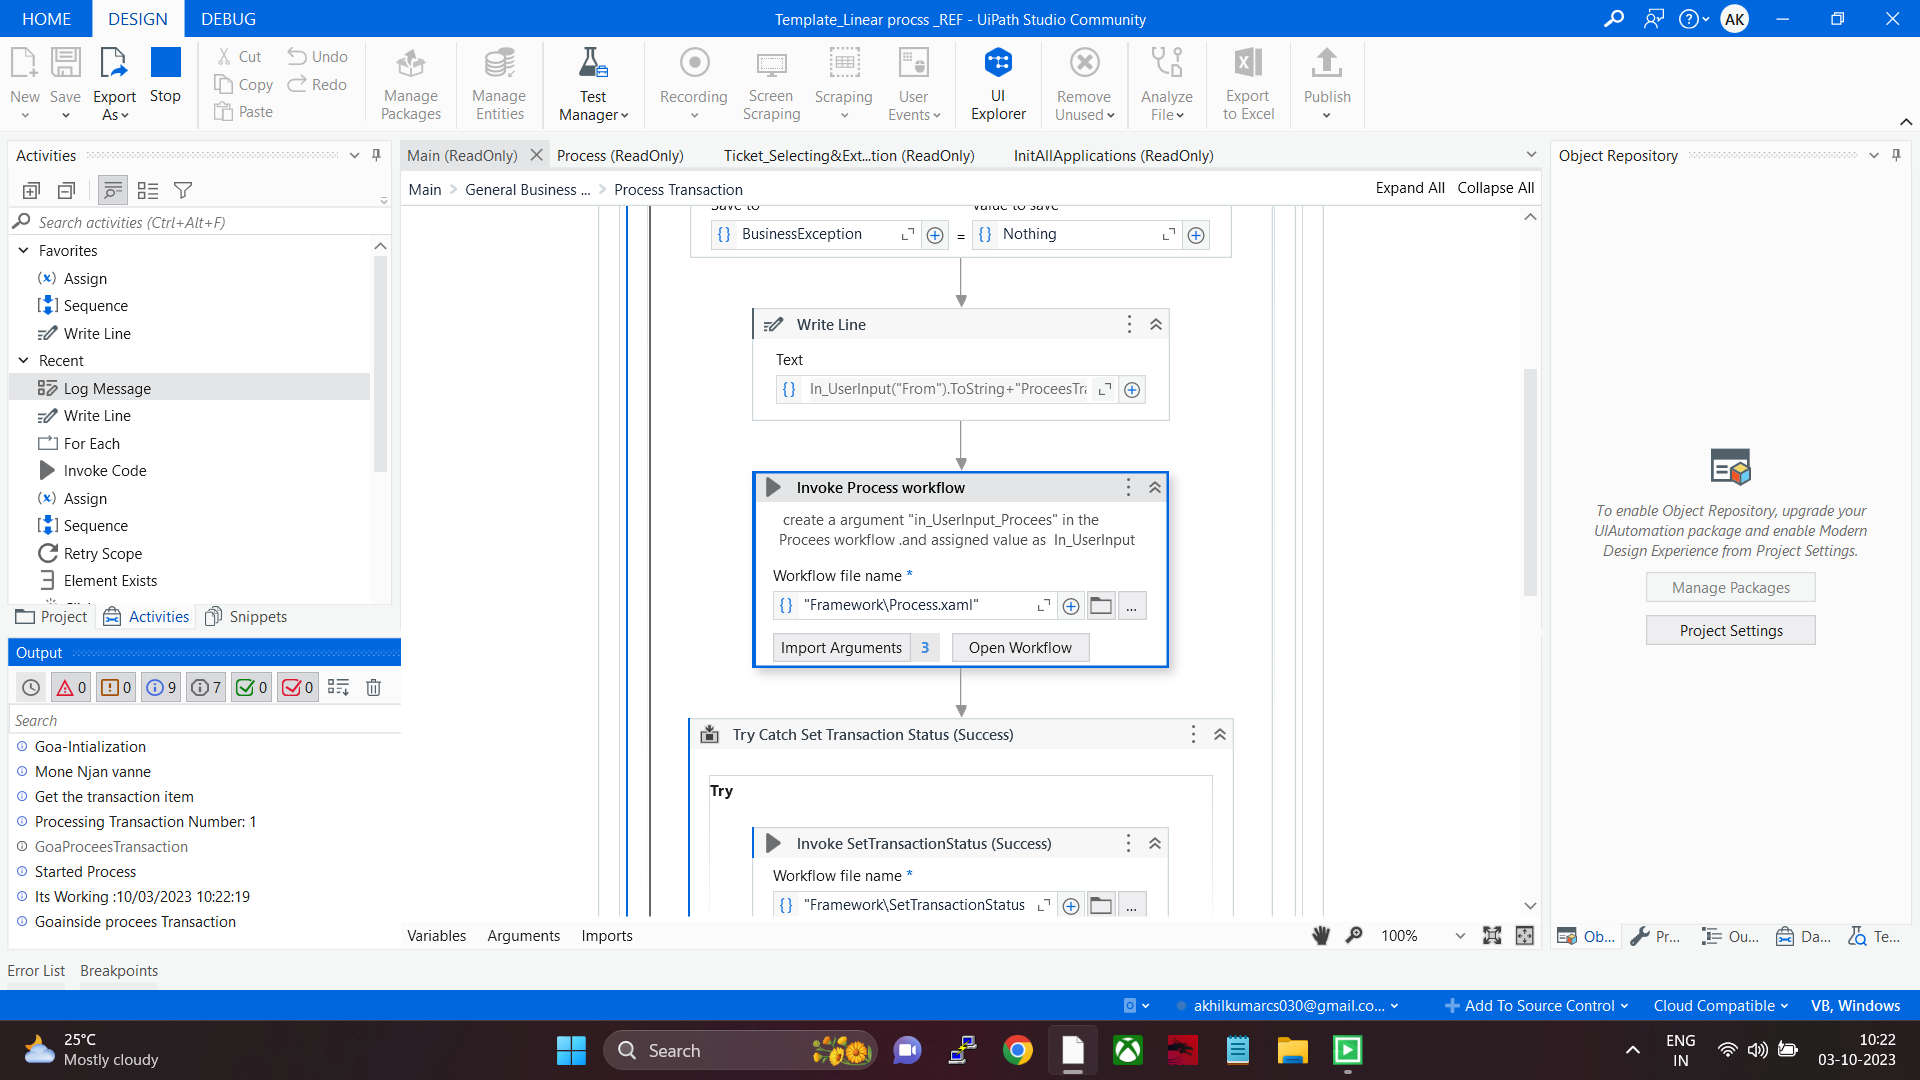 HOME DESIGN DEBUG
Template_Linear procss _REF - UiPath Studio Community
AK
New Save Export As Stop
Cut Copy Paste Undo Redo
Manage Packages
Manage Entities
Test Manager
Recording
Screen Scraping
Scraping
User Events
UI Explorer
Remove Unused
Analyze File
Export to Excel
Publish
Activities
Search activities (Ctrl+Alt+F)
Favorites
Assign
Sequence
Write Line
Recent
Log Message
Write Line
For Each
Invoke Code
Assign
Sequence
Retry Scope
Element Exists
Project Activities Snippets
Output
0 0 9 7 0 0
Search
Goa-Intialization
Mone Njan vanne
Get the transaction item
Processing Transaction Number: 1
GoaProceesTransaction
Started Process
Its Working :10/03/2023 10:22:19
Goainside procees Transaction
Error List Breakpoints
Main (ReadOnly) Process (ReadOnly) Ticket_Selecting&Ext...tion (ReadOnly) InitAllApplications (ReadOnly)
Main > General Business ... > Process Transaction
Expand All Collapse All
Save to Value to save
BusinessException = Nothing
Write Line
Text
In_UserInput("From").ToString+"ProceesTra
Invoke Process workflow
create a argument "in_UserInput_Procees" in the
Procees workflow .and assigned value as In_UserInput
Workflow file name *
"Framework\Process.xaml"
...
Import Arguments 3 Open Workflow
Try Catch Set Transaction Status (Success)
Try
Invoke SetTransactionStatus (Success)
Workflow file name *
"Framework\SetTransactionStatus
...
Variables Arguments Imports
100%
Object Repository
To enable Object Repository, upgrade your
UIAutomation package and enable Modern
Design Experience from Project Settings.
Manage Packages
Project Settings
Ob... Pr... Ou... Da... Te...
akhilkumarcs030@gmail.co... Add To Source Control Cloud Compatible VB, Windows
25°C
Mostly cloudy
Search
ENG
IN
10:22
03-10-2023